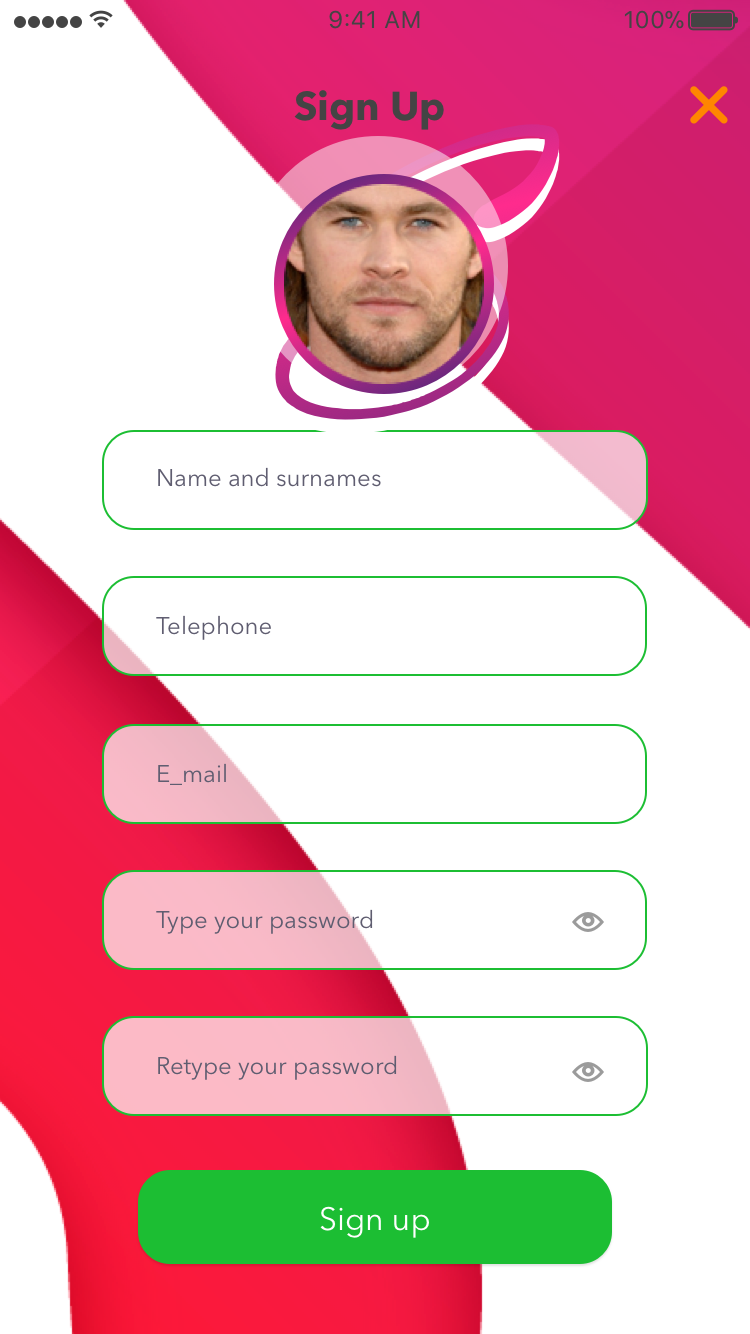 9:41 AM 100%
Sign Up
Name and surnames
Telephone
E_mail
Type your password
Retype your password
Sign up